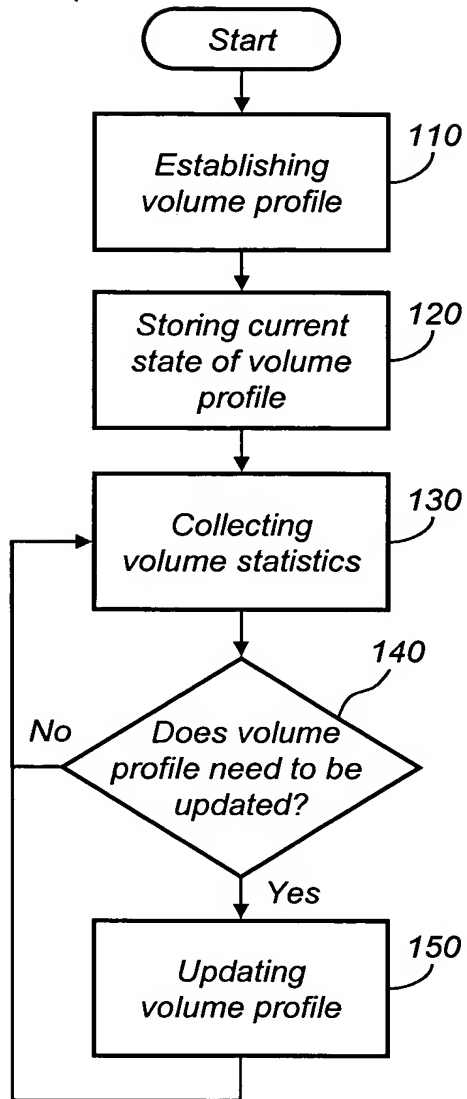 Start
110
Establishing
volume profile
120
Storing current
state of volume
profile
130
Collecting
volume statistics
140
No
Does volume
profile need to be
updated?
Yes
150
Updating
volume profile